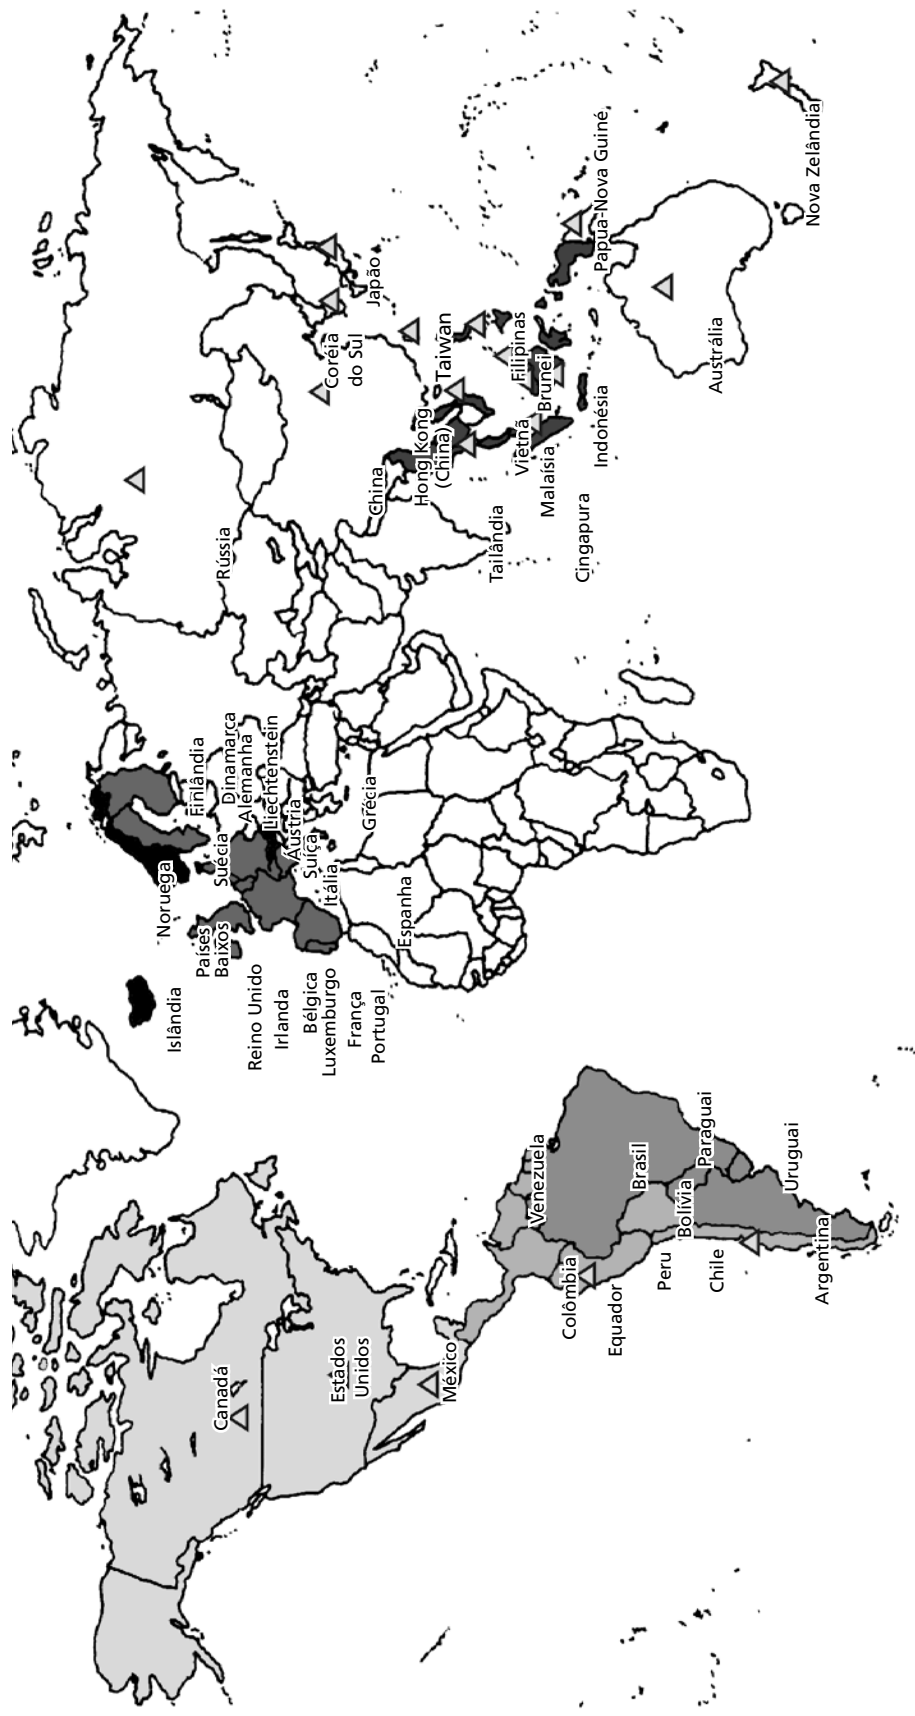 Canadá
Estados
Unidos
México
Colômbia
Equador
Venezuela
Peru
Brasil
Bolívia
Chile
Paraguai
Uruguai
Argentina
Islândia
Noruega
Países
Baixos
Reino Unido
Irlanda
Bélgica
Luxemburgo
França
Portugal
Suécia
Finlândia
Dinamarca
Alemanha
Liechtenstein
Áustria
Suíça
Itália
Grécia
Espanha
Rússia
China
Hong Kong
(China)
Coréia
do Sul
Japão
Taiwan
Tailândia
Vietnã
Filipinas
Malaisia
Brunei
Cingapura
Indonésia
Papua-Nova Guiné
Austrália
Nova Zelândia